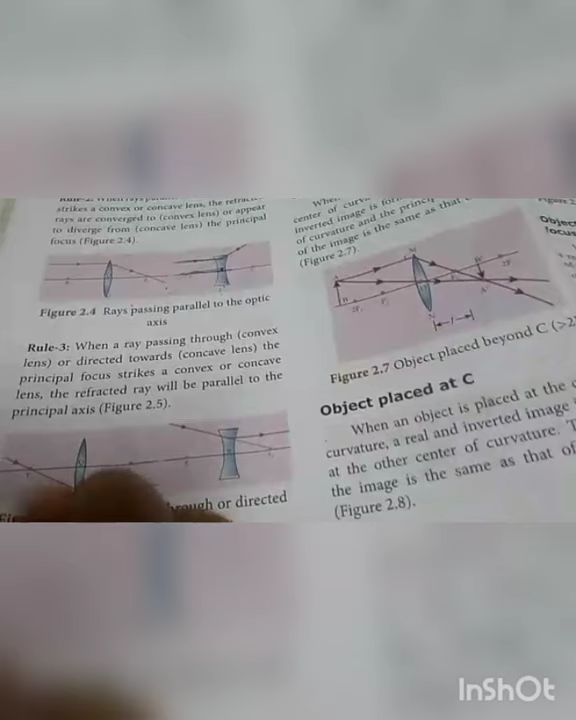 strikes a convex or concave lens, the
rays are converged to (convex lens) or appear
to diverge from (concave lens) the principal
focus (Figure 2.4).
Figure 2.4 Rays passing parallel to the optic
axis
Rule-3: When a ray passing through (convex
lens) or directed towards (concave lens) the
principal focus strikes a convex or concave
lens, the refracted ray will be parallel to the
principal axis (Figure 2.5).
or directed
When
center of
inverted image is
of curvature and the
of the image is the same as that
(Figure 2.7).
Figure 2.7 Object placed beyond C (>2
Object placed at C
When an object is placed at the
curvature, a real and inverted image
at the other center of curvature.
the image is the same as that of
(Figure 2.8).
Object
InShOt